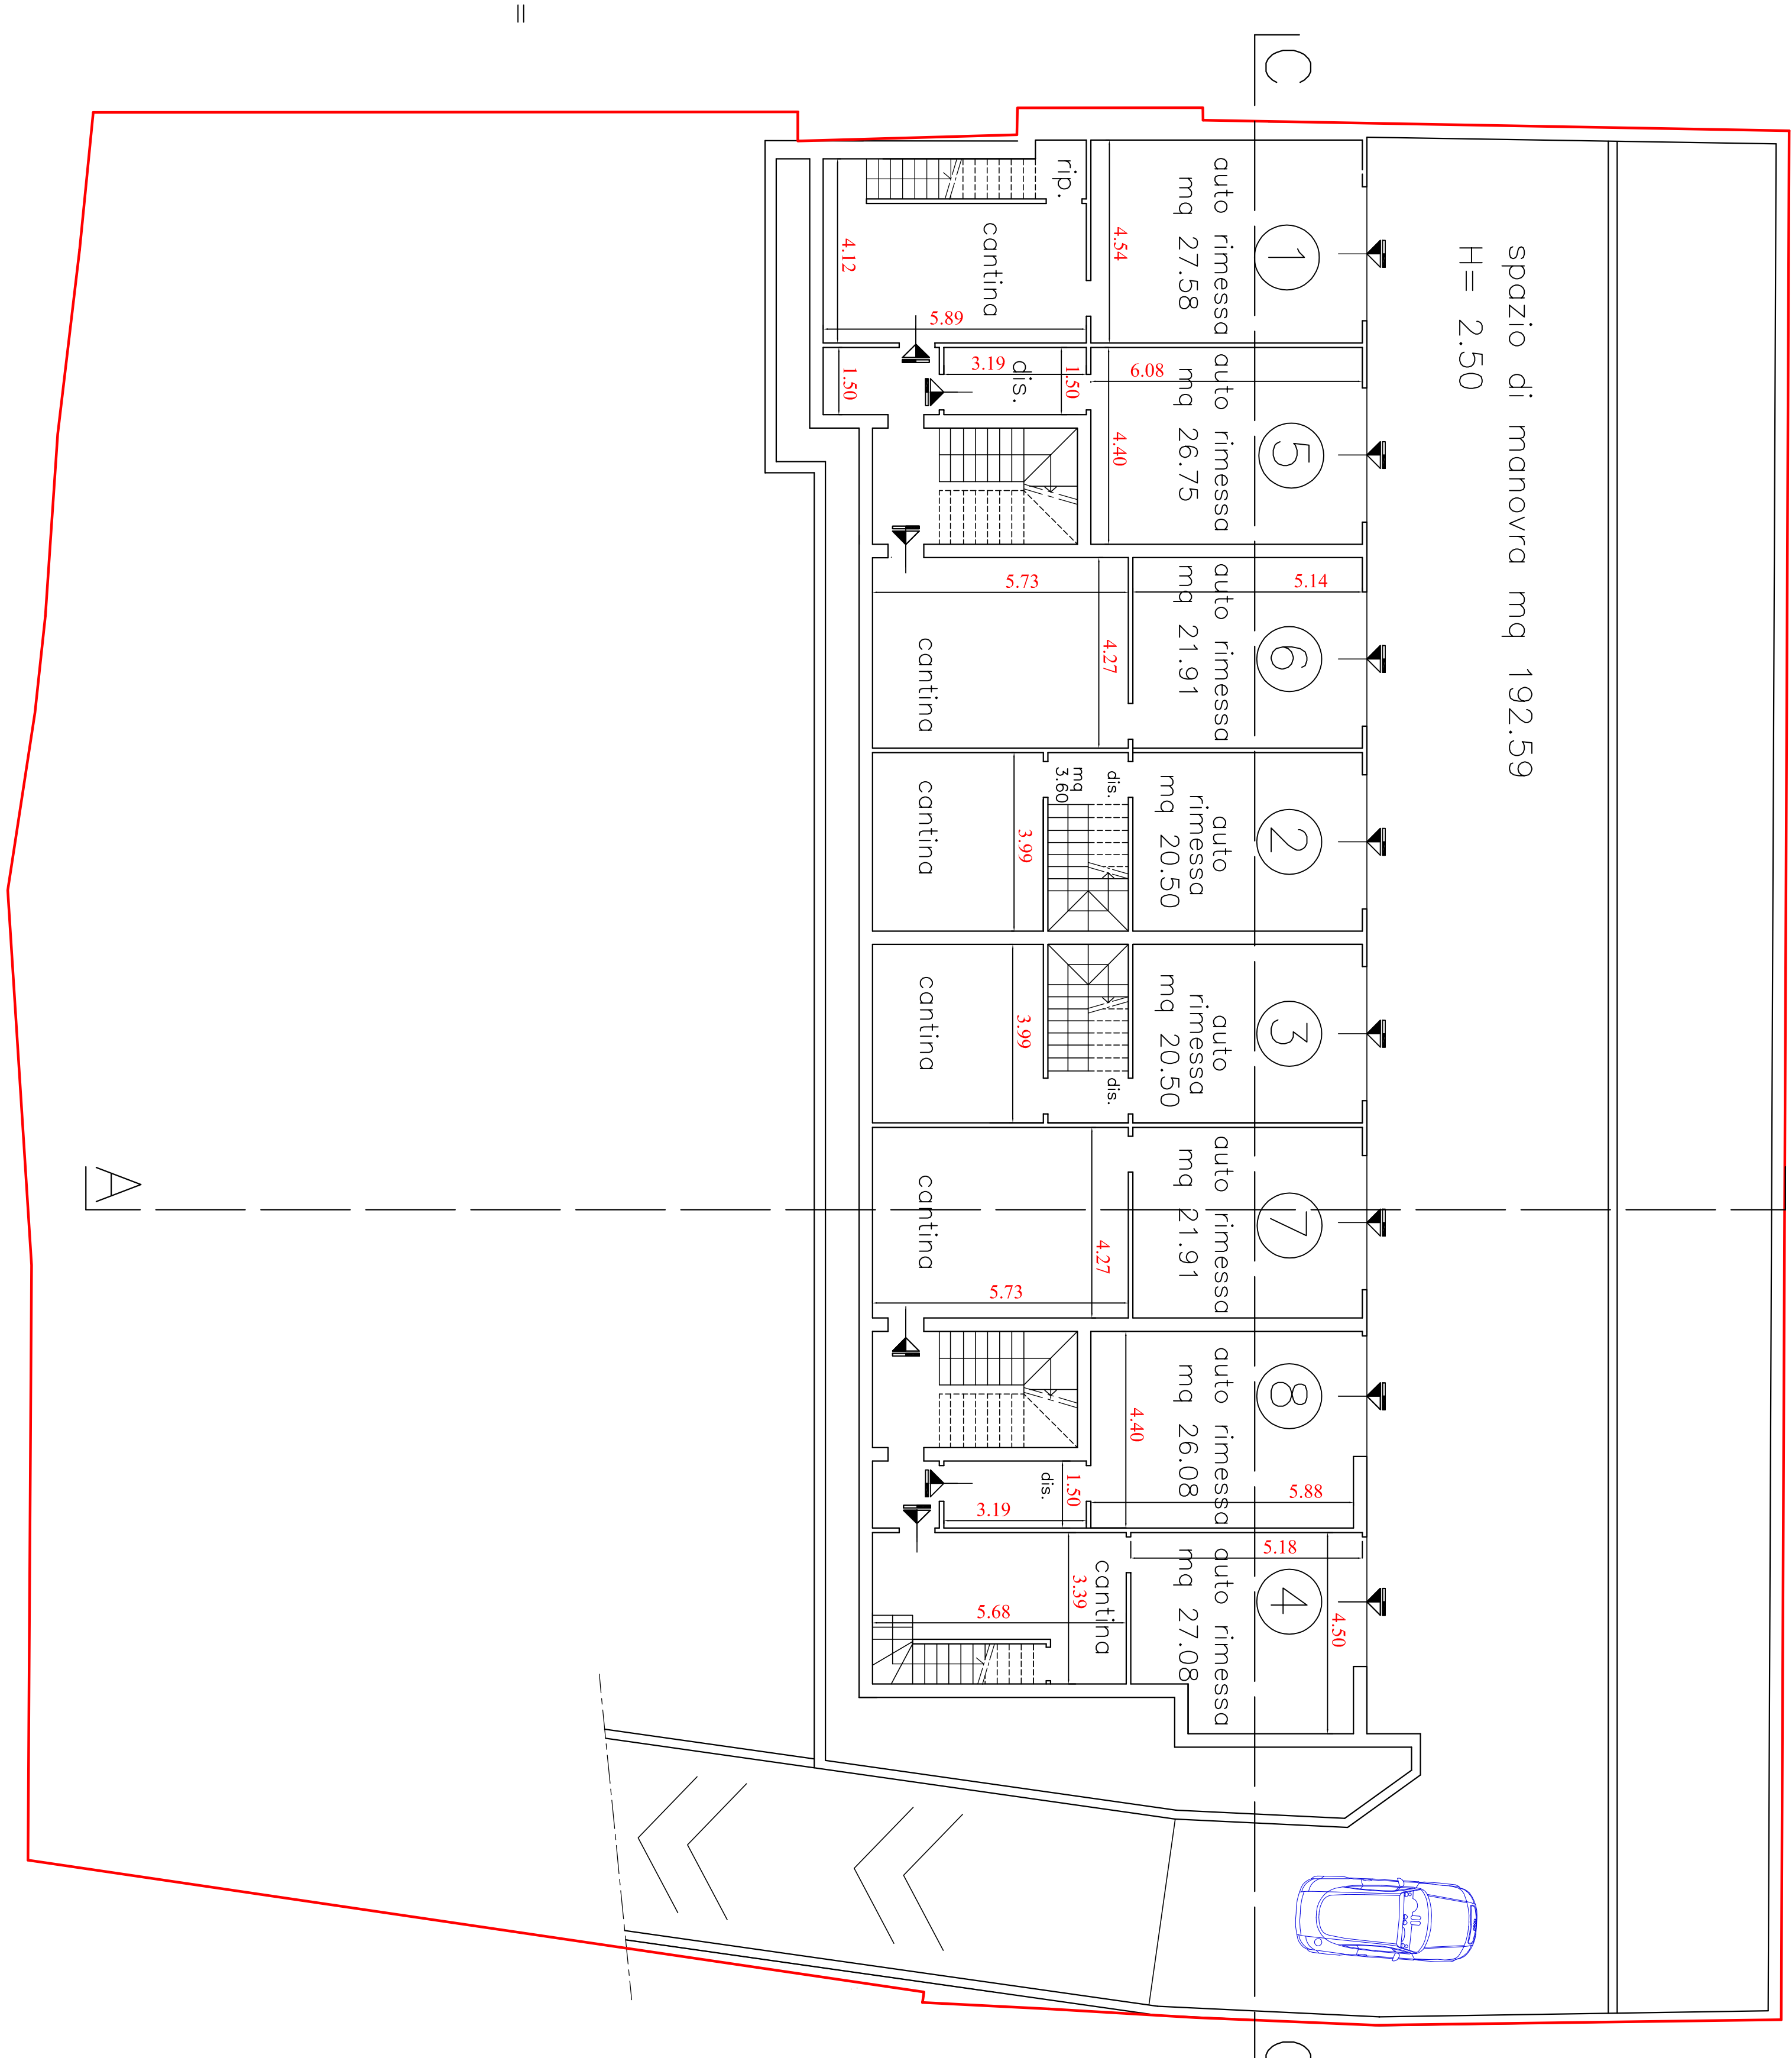 C
spazio di manovra mq 192.59
H= 2.50
1
auto rimessa
mq 27.58
4.54
rip.
cantina
5.89
4.12
5
auto rimessa
mq 26.75
6.08
4.40
dis.
3.19
1.50
1.50
6
auto rimessa
mq 21.91
5.14
5.73
4.27
cantina
2
auto
rimessa
mq 20.50
dis.
mq
3.60
3.99
cantina
3
auto
rimessa
mq 20.50
dis.
3.99
cantina
7
auto rimessa
mq 21.91
4.27
5.73
cantina
8
auto rimessa
mq 26.08
5.88
4.40
dis.
1.50
3.19
4
auto rimessa
mq 27.08
5.18
4.50
cantina
3.39
5.68
A
C
=